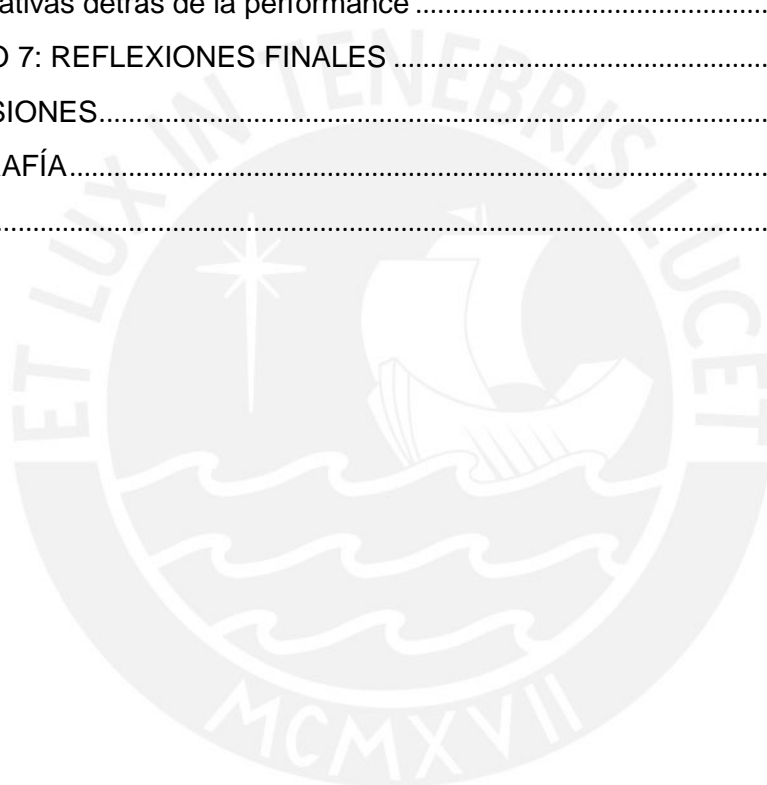 ativas detrás de la performance ........................................................
O 7: REFLEXIONES FINALES ........................................................
SIONES........................................................
AFÍA........................................................
........................................................
ET LUX IN TENEBRIS LUCET
MCMXVII